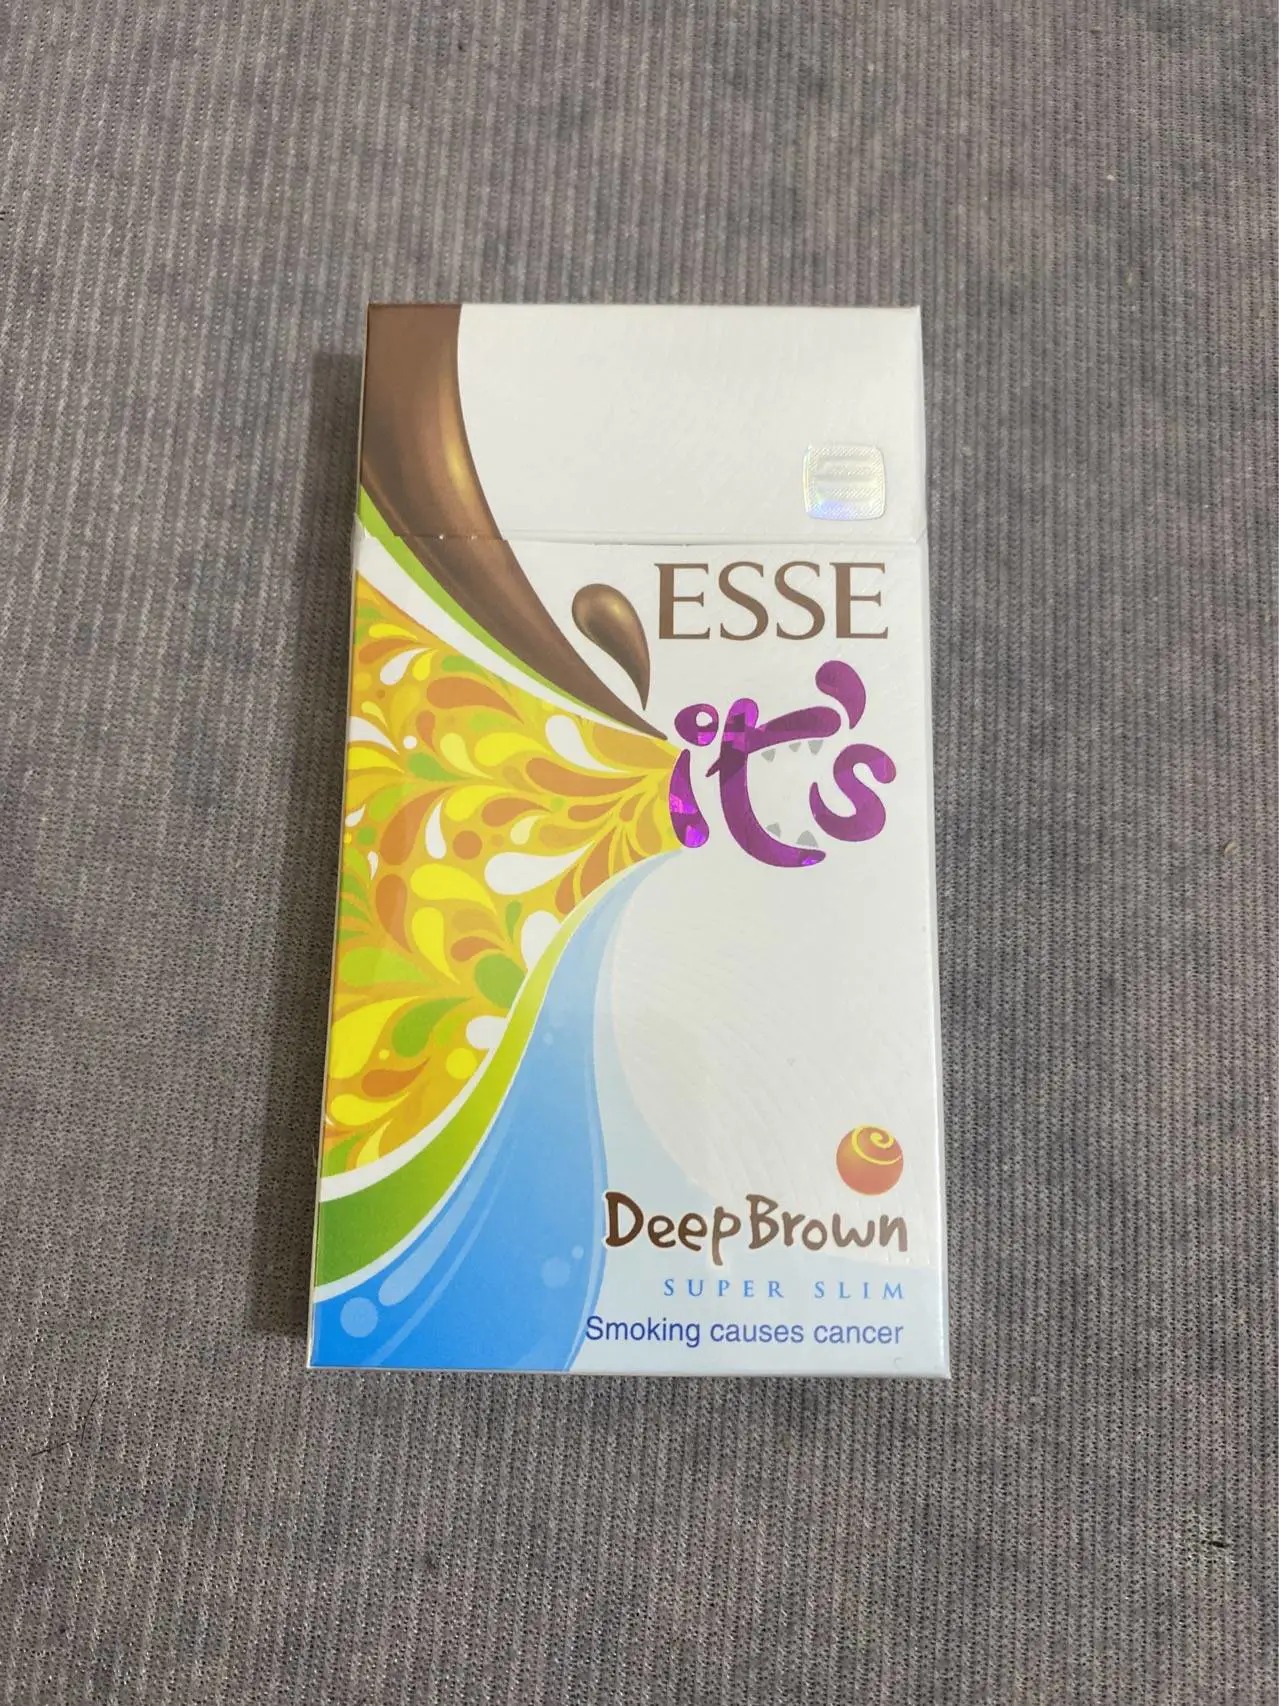 ESSE
it's
DeepBrown
SUPER SLIM
Smoking causes cancer